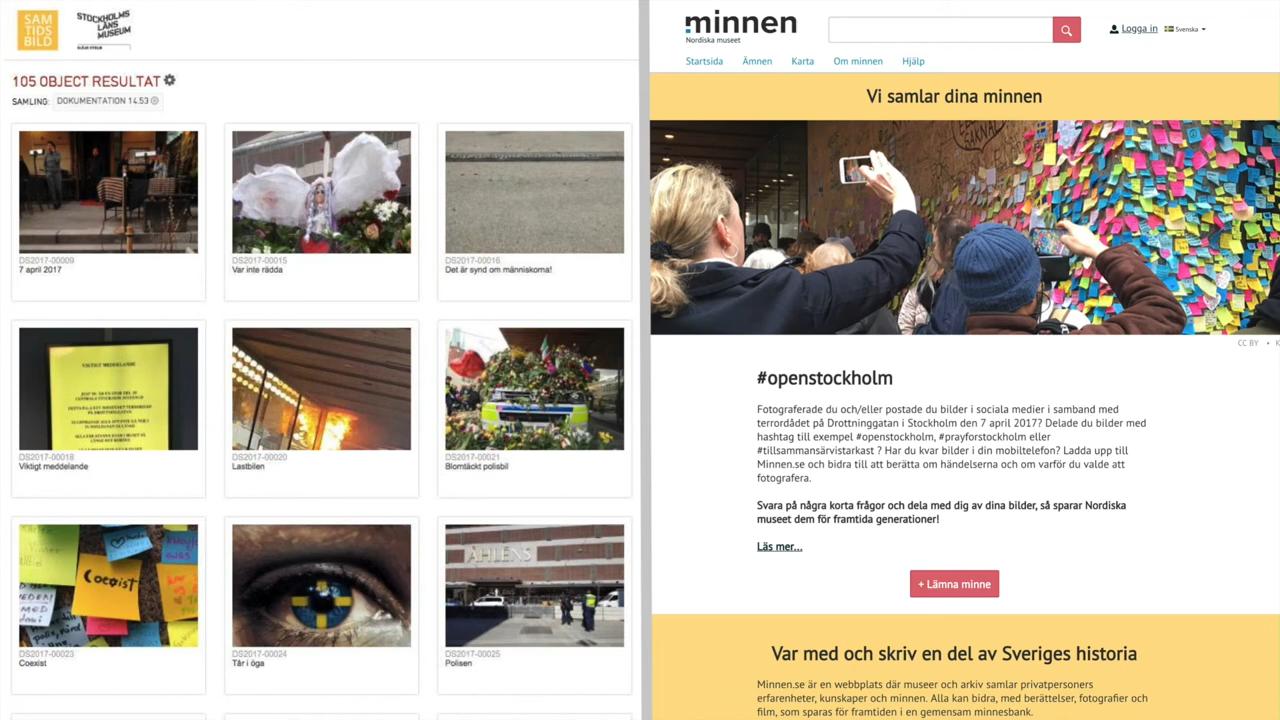 SAM
TIDS
BILD
STOCKHOLMS
LÄNS
MUSEUM
105 OBJECT RESULTAT
SAMLING: DOKUMENTATION 14.53
DS2017-00009
7 april 2017
DS2017-00015
Var inte rädda
DS2017-00016
Det är synd om människorna!
VIKTIGT MEDDELANDE
DS2017-00018
Viktigt meddelande
DS2017-00020
Lastbilen
DS2017-00021
Blomtäckt polisbil
Coexist
DS2017-00023
Coexist
DS2017-00024
Tår i öga
ÅHLENS
DS2017-00025
Polisen
minnen
Nordiska museet
Logga in
Svenska
Startsida
Ämnen
Karta
Om minnen
Hjälp
Vi samlar dina minnen
CC BY • K
#openstockholm
Fotograferade du och/eller postade du bilder i sociala medier i samband med
terrordådet på Drottninggatan i Stockholm den 7 april 2017? Delade du bilder med
hashtag till exempel #openstockholm, #prayforstockholm eller
#tillsammansärvistarkast ? Har du kvar bilder i din mobiltelefon? Ladda upp till
Minnen.se och bidra till att berätta om händelserna och om varför du valde att
fotografera.
Svara på några korta frågor och dela med dig av dina bilder, så sparar Nordiska
museet dem för framtida generationer!
Läs mer...
+ Lämna minne
Var med och skriv en del av Sveriges historia
Minnen.se är en webbplats där museer och arkiv samlar privatpersoners
erfarenheter, kunskaper och minnen. Alla kan bidra, med berättelser, fotografier och
film, som sparas för framtiden i en gemensam minnesbank.